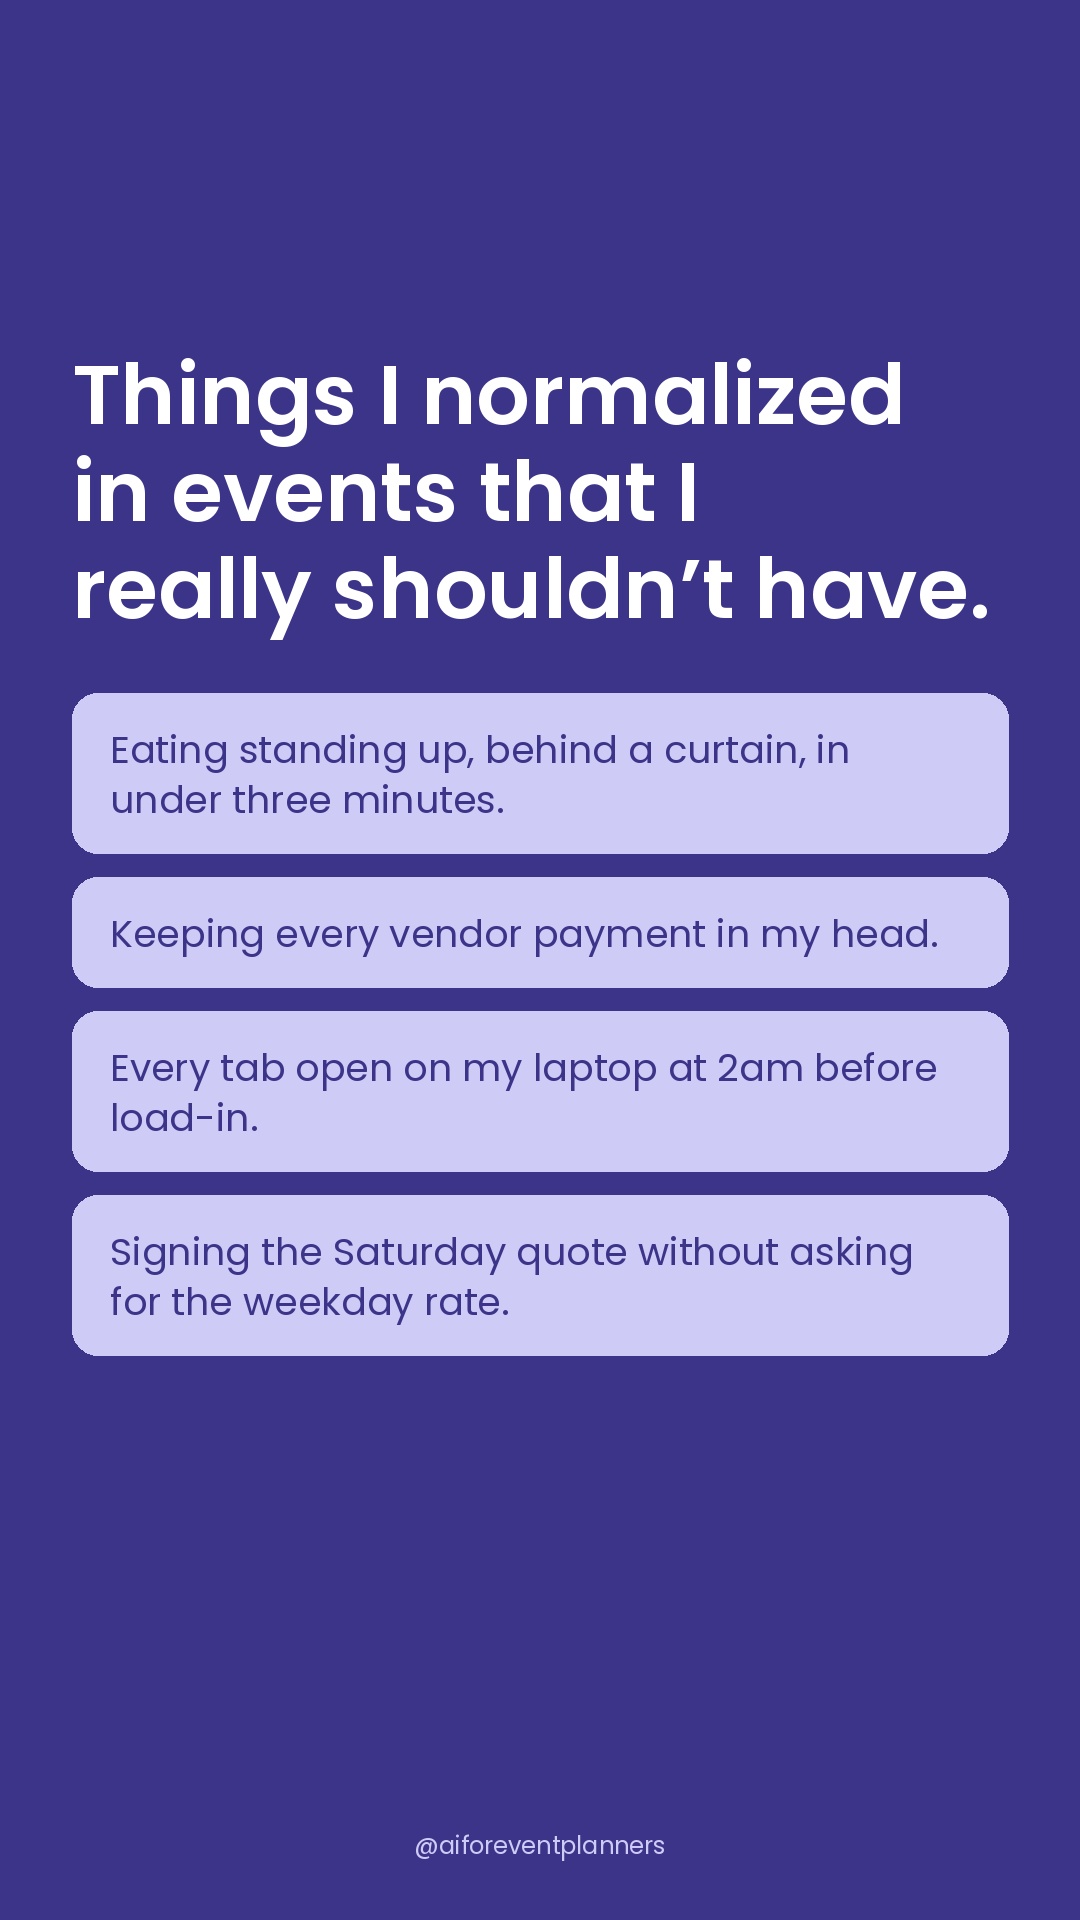 Things I normalized
in events that I
really shouldn’t have.
Eating standing up, behind a curtain, in
under three minutes.
Keeping every vendor payment in my head.
Every tab open on my laptop at 2am before
load-in.
Signing the Saturday quote without asking
for the weekday rate.
@aiforeventplanners